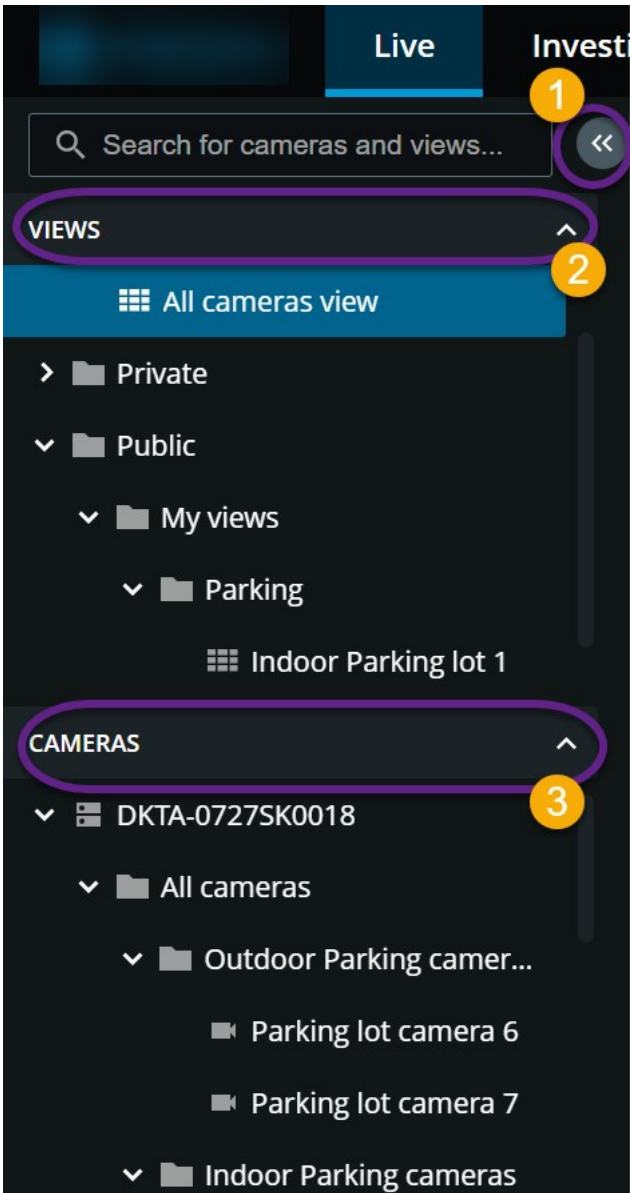 Live Investi
1
Search for cameras and views...
VIEWS
2
All cameras view
Private
Public
My views
Parking
Indoor Parking lot 1
CAMERAS
3
DKTA-0727SK0018
All cameras
Outdoor Parking camer...
Parking lot camera 6
Parking lot camera 7
Indoor Parking cameras